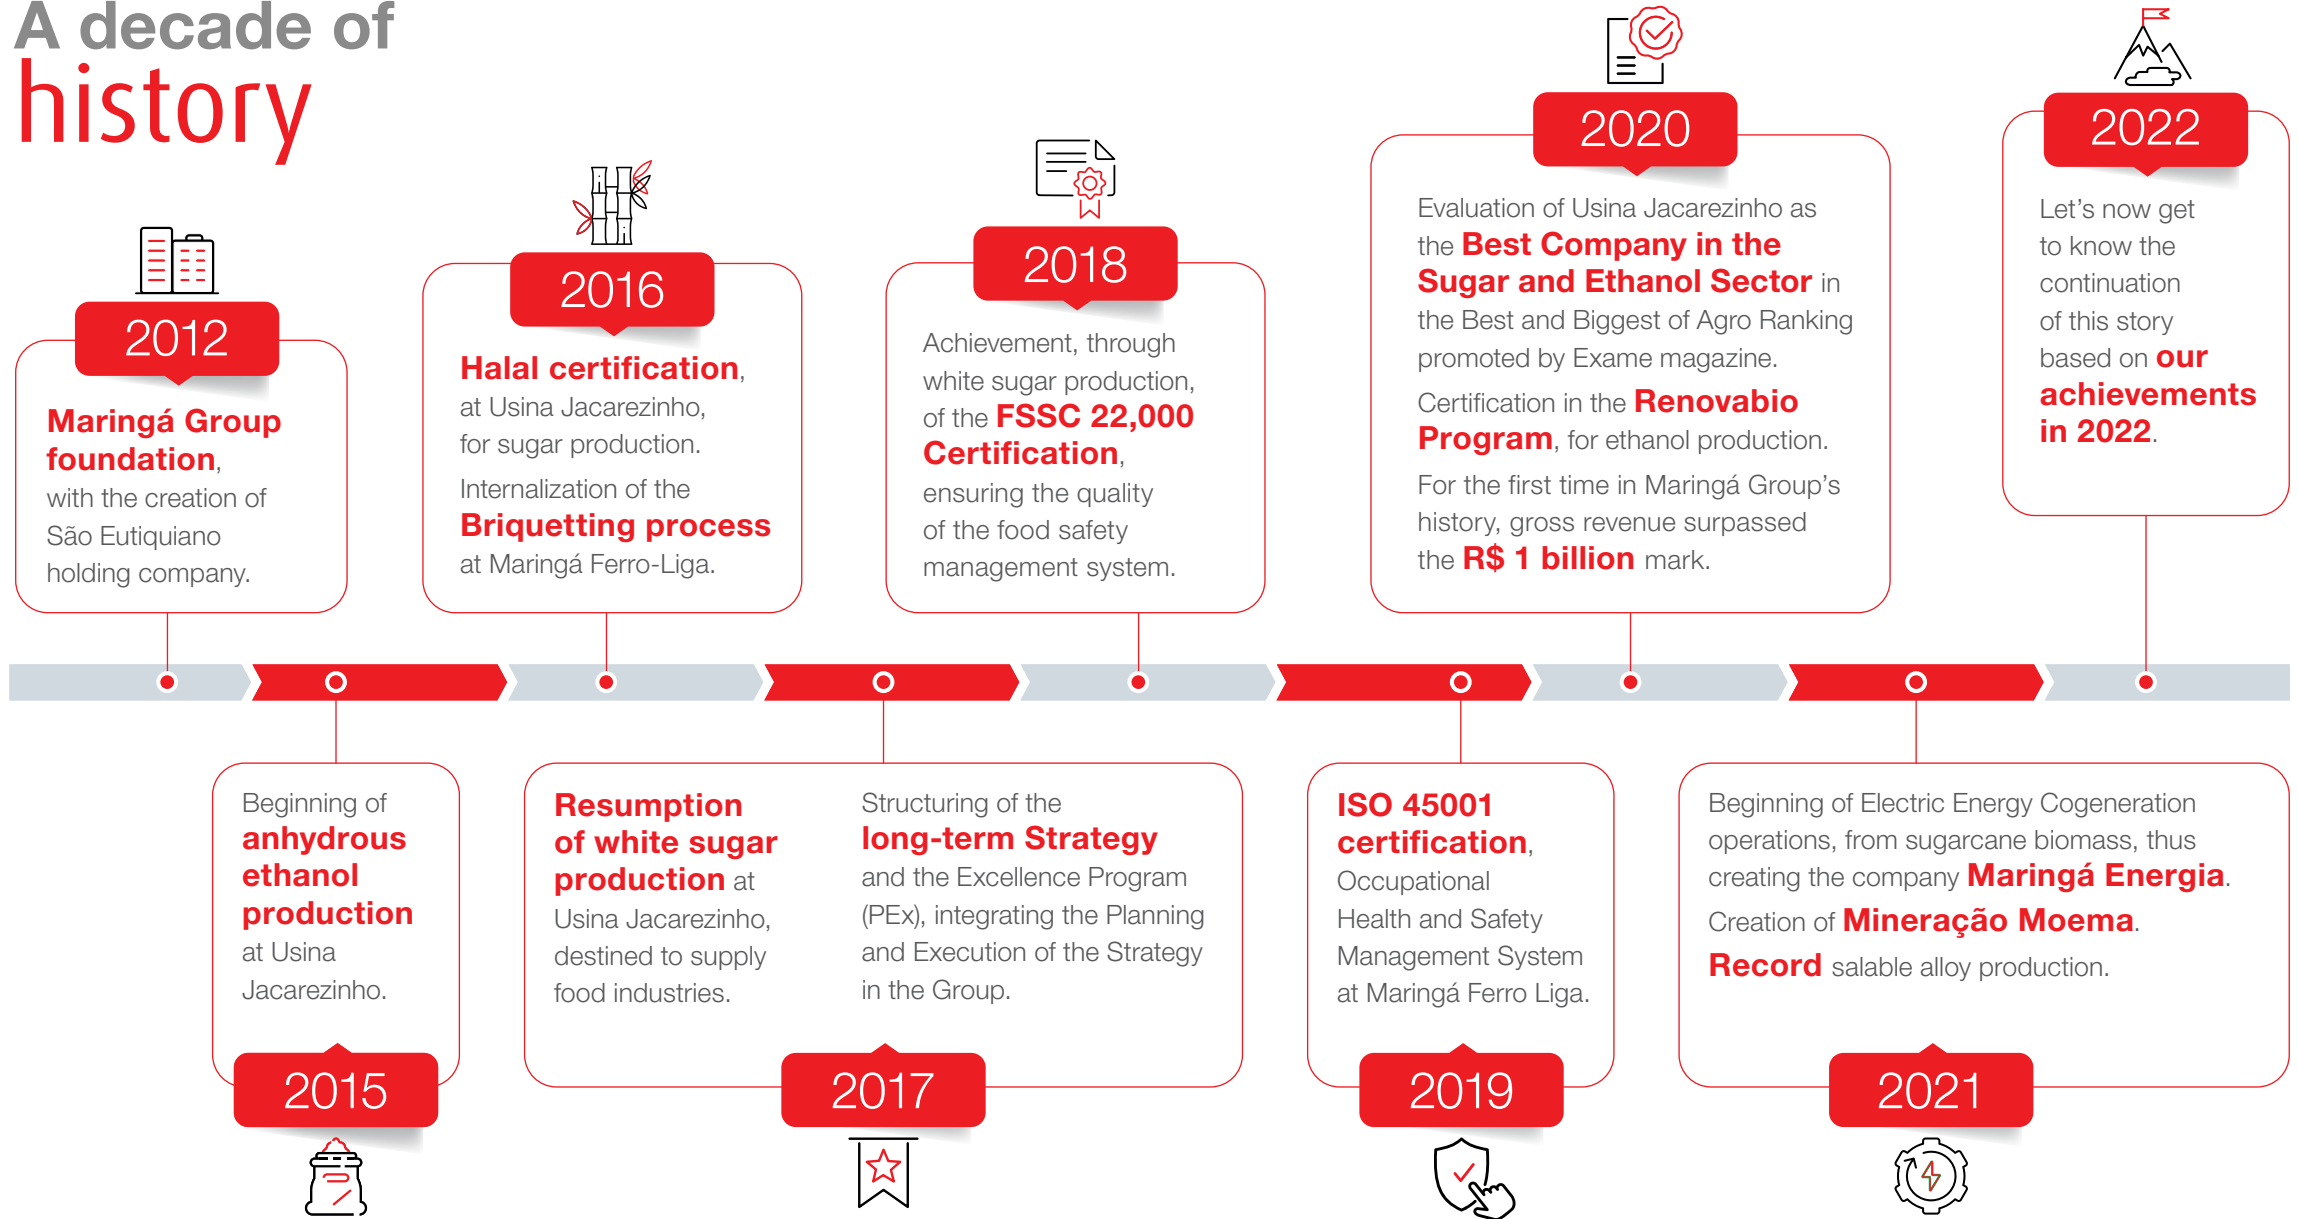 A decade of
history
2012
Maringá Group
foundation,
with the creation of
São Eutiquiano
holding company.
2015
Beginning of
anhydrous
ethanol
production
at Usina
Jacarezinho.
2016
Halal certification,
at Usina Jacarezinho,
for sugar production.
Internalization of the
Briquetting process
at Maringá Ferro-Liga.
2017
Resumption
of white sugar
production at
Usina Jacarezinho,
destined to supply
food industries.
Structuring of the
long-term Strategy
and the Excellence Program
(PEx), integrating the Planning
and Execution of the Strategy
in the Group.
2018
Achievement, through
white sugar production,
of the FSSC 22,000
Certification,
ensuring the quality
of the food safety
management system.
2019
ISO 45001
certification,
Occupational
Health and Safety
Management System
at Maringá Ferro Liga.
2020
Evaluation of Usina Jacarezinho as
the Best Company in the
Sugar and Ethanol Sector in
the Best and Biggest of Agro Ranking
promoted by Exame magazine.
Certification in the Renovabio
Program, for ethanol production.
For the first time in Maringá Group's
history, gross revenue surpassed
the R$ 1 billion mark.
2021
Beginning of Electric Energy Cogeneration
operations, from sugarcane biomass, thus
creating the company Maringá Energia.
Creation of Mineração Moema.
Record salable alloy production.
2022
Let's now get
to know the
continuation
of this story
based on our
achievements
in 2022.